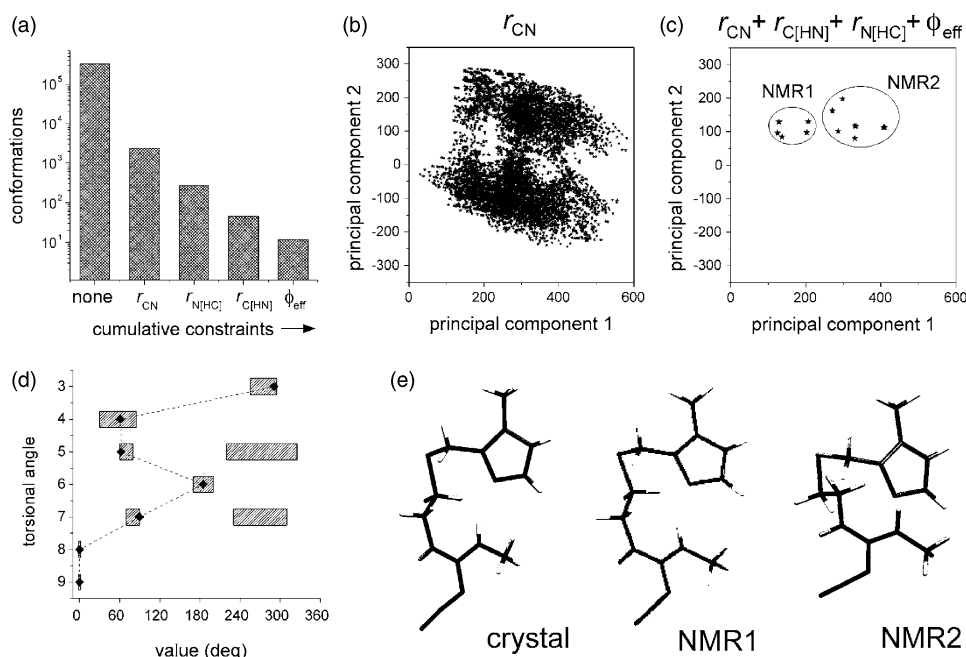 (a)
10^5
10^4
10^3
10^2
10^1
conformations
none r_CN r_N[HC] r_C[HN] ϕ_eff
cumulative constraints →
(b)
r_CN
300
200
100
0
-100
-200
-300
principal component 2
0 200 400 600
principal component 1
(c)
r_CN + r_C[HN] + r_N[HC] + ϕ_eff
NMR1
NMR2
300
200
100
0
-100
-200
-300
principal component 2
0 200 400 600
principal component 1
(d)
3
4
5
6
7
8
9
torsional angle
0 60 120 180 240 300 360
value (deg)
(e)
crystal
NMR1
NMR2